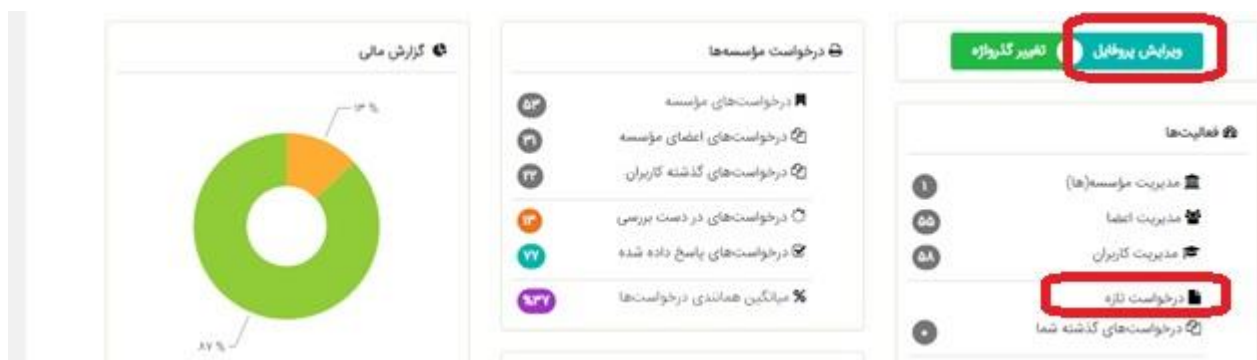 ویرایش پروفایل
تغییر گذرواژه
فعالیت‌ها
مدیریت مؤسسه(ها) ۱
مدیریت اعضا ۵۵
مدیریت کاربران ۵۸
درخواست تازه
درخواست‌های گذشته شما ۰
درخواست مؤسسه‌ها
درخواست‌های مؤسسه ۵۳
درخواست‌های اعضای مؤسسه ۳۱
درخواست‌های گذشته کاربران ۲۲
درخواست‌های در دست بررسی ۱۳
درخواست‌های پاسخ داده شده ۷۷
% میانگین همانندی درخواست‌ها %۳۷
گزارش مالی
۱۳ %
۸۷ %